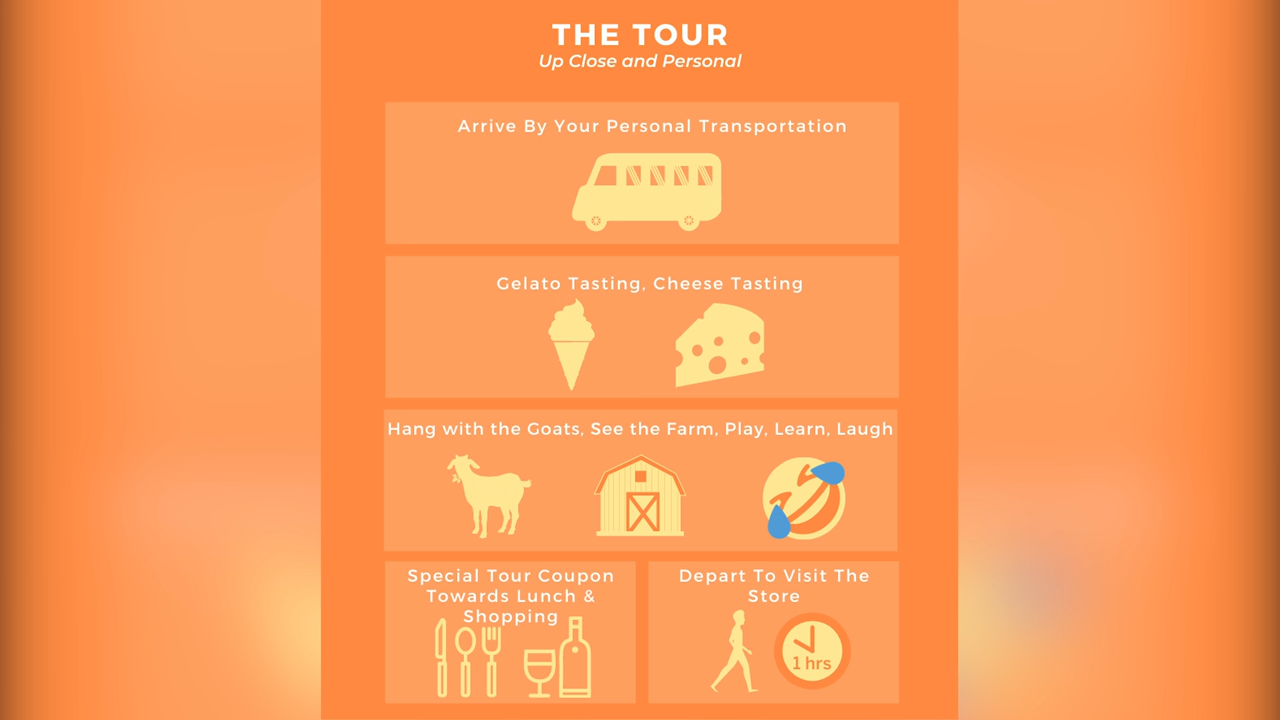 THE TOUR
Up Close and Personal
Arrive By Your Personal Transportation
Gelato Tasting, Cheese Tasting
Hang with the Goats, See the Farm, Play, Learn, Laugh
Special Tour Coupon
Towards Lunch &
Shopping
Depart To Visit The
Store
1 hrs